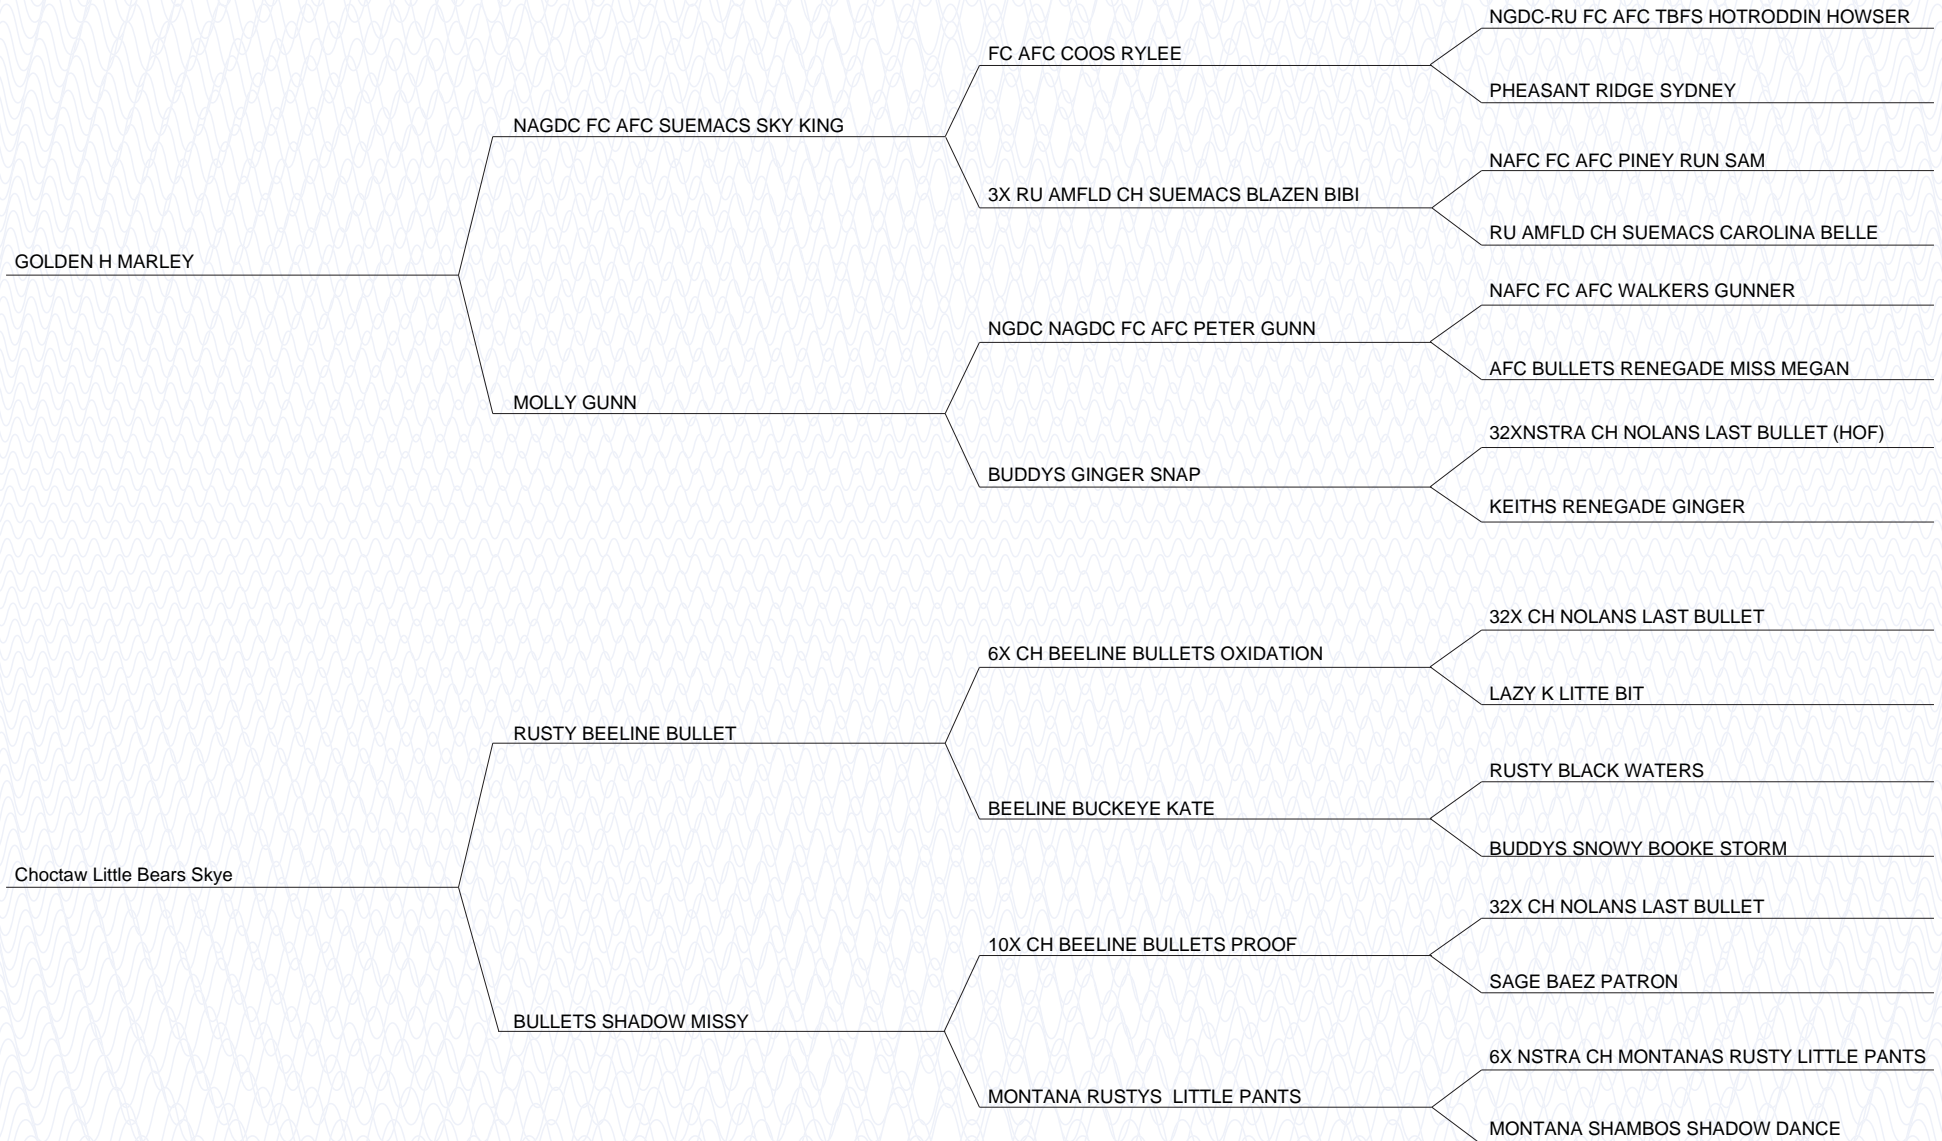 GOLDEN H MARLEY
NAGDC FC AFC SUEMACS SKY KING
FC AFC COOS RYLEE
NGDC-RU FC AFC TBFS HOTRODDIN HOWSER
PHEASANT RIDGE SYDNEY
3X RU AMFLD CH SUEMACS BLAZEN BIBI
NAFC FC AFC PINEY RUN SAM
RU AMFLD CH SUEMACS CAROLINA BELLE
MOLLY GUNN
NGDC NAGDC FC AFC PETER GUNN
NAFC FC AFC WALKERS GUNNER
AFC BULLETS RENEGADE MISS MEGAN
BUDDYS GINGER SNAP
32XNSTRA CH NOLANS LAST BULLET (HOF)
KEITHS RENEGADE GINGER
Choctaw Little Bears Skye
RUSTY BEELINE BULLET
6X CH BEELINE BULLETS OXIDATION
32X CH NOLANS LAST BULLET
LAZY K LITTE BIT
BEELINE BUCKEYE KATE
RUSTY BLACK WATERS
BUDDYS SNOWY BOOKE STORM
BULLETS SHADOW MISSY
10X CH BEELINE BULLETS PROOF
32X CH NOLANS LAST BULLET
SAGE BAEZ PATRON
MONTANA RUSTYS  LITTLE PANTS
6X NSTRA CH MONTANAS RUSTY LITTLE PANTS
MONTANA SHAMBOS SHADOW DANCE